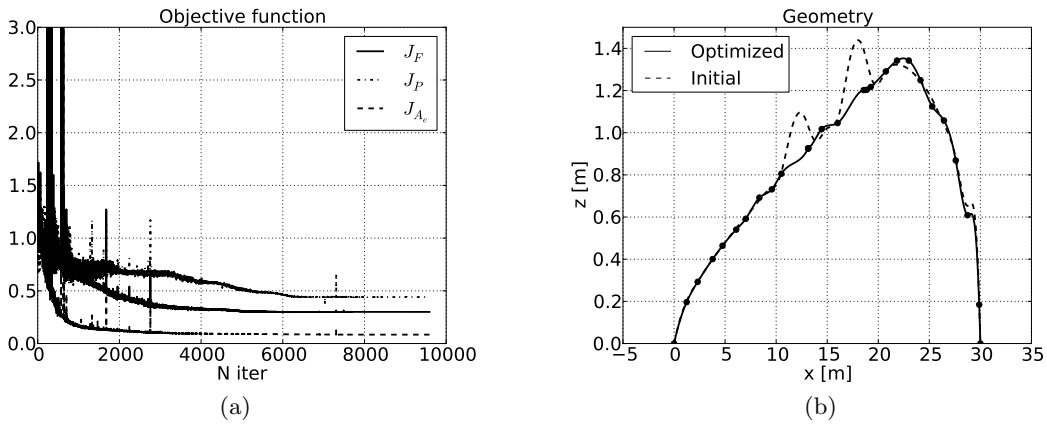 Objective function
3.0
2.5
2.0
1.5
1.0
0.5
0.0
0 2000 4000 6000 8000 10000
N iter
J_F
J_P
J_{A_e}
(a)
Geometry
1.4
1.2
1.0
0.8
0.6
0.4
0.2
0.0
z [m]
−5 0 5 10 15 20 25 30 35
x [m]
Optimized
Initial
(b)